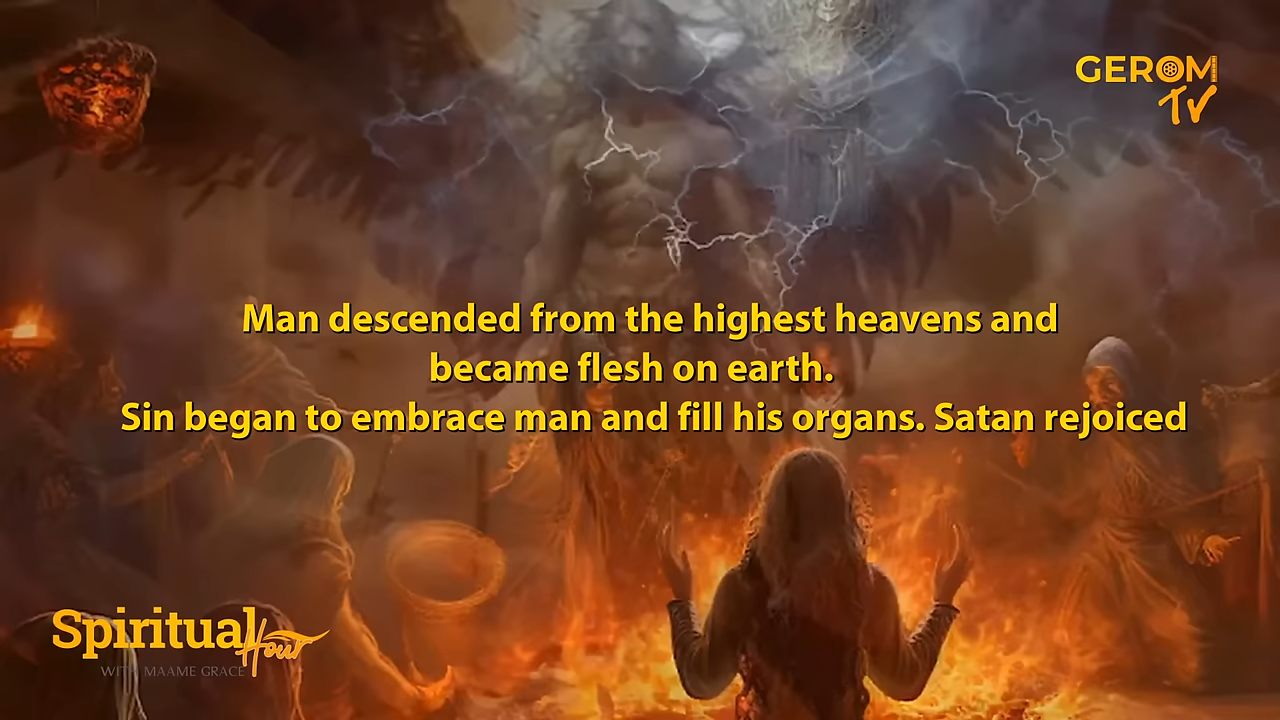 GEROM
TV
Man descended from the highest heavens and
became flesh on earth.
Sin began to embrace man and fill his organs. Satan rejoiced
Spiritual
Hour
WITH MAAME GRACE